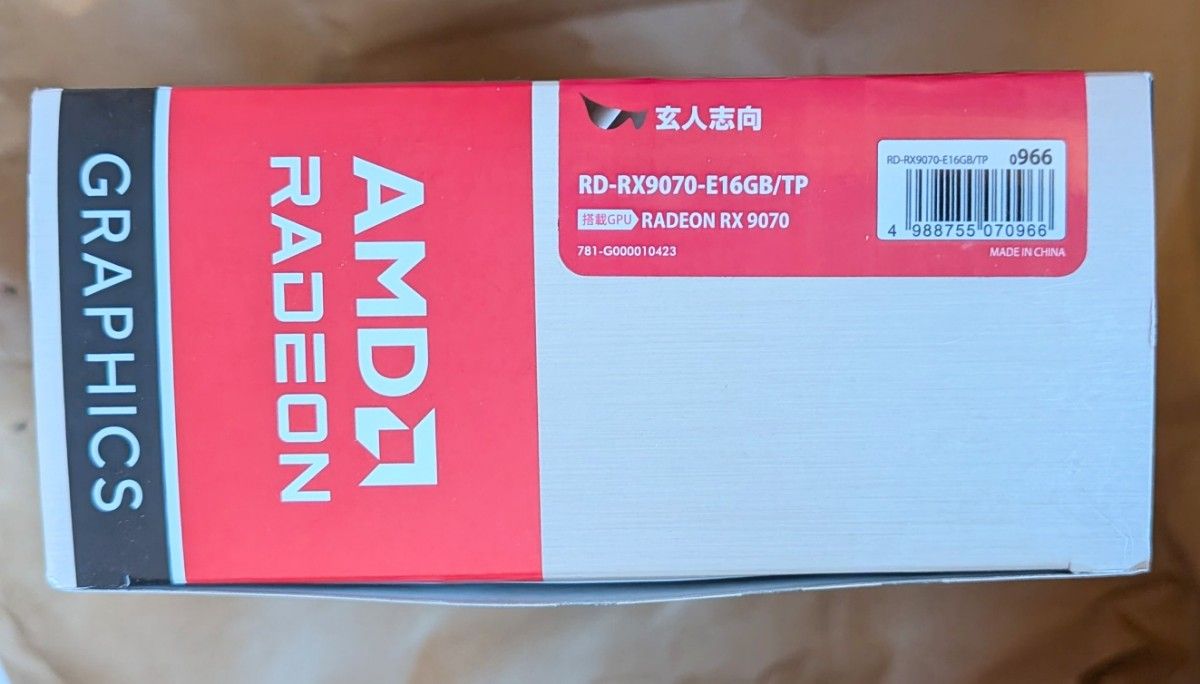 GRAPHICS
AMD
RADEON
玄人志向
RD-RX9070-E16GB/TP
搭載GPU RADEON RX 9070
781-G000010423
RD-RX9070-E16GB/TP 0966
4 988755 070966
MADE IN CHINA